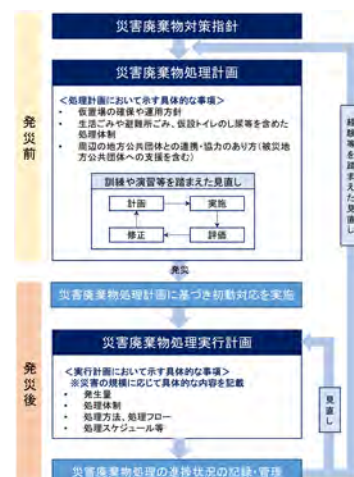 災害廃棄物対策指針
災害廃棄物処理計画
<処理計画において示す具体的な事項>
・ 仮置場の確保や運用方針
・ 生活ごみや避難所ごみ、仮設トイレのし尿等を含めた
処理体制
・ 周辺の地方公共団体との連携・協力のあり方(被災地
方公共団体への支援を含む)
訓練や演習等を踏まえた見直し
計画
実施
修正
評価
発災前
経験等を踏まえた見直し
発災
災害廃棄物処理計画に基づき初動対応を実施
災害廃棄物処理実行計画
<実行計画において示す具体的な事項>
※災害の規模に応じて具体的な内容を記載
・ 発生量
・ 処理体制
・ 処理方法、処理フロー
・ 処理スケジュール等
発災後
見直し
災害廃棄物処理の進捗状況の記録・管理